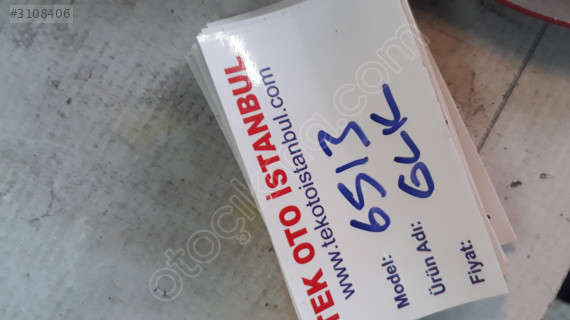 #3108406
TEK OTO İSTANBUL
www.tekotoistanbul.com
Model: 6513
Ürün Adı: GLK
Fiyat:
otoçıkma.com